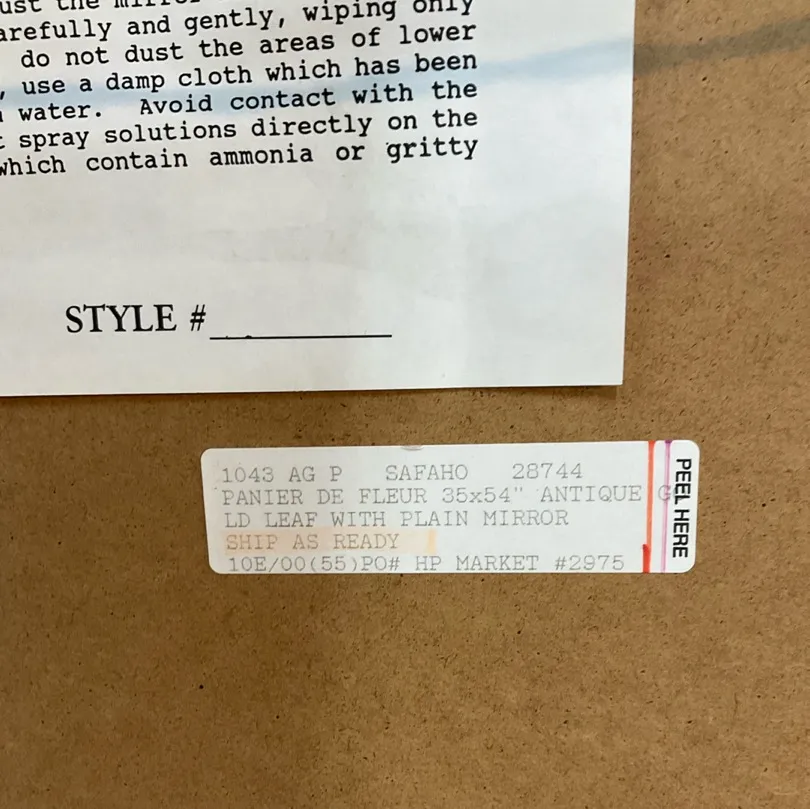 ust the mirro
arefully and gently, wiping only
do not dust the areas of lower
, use a damp cloth which has been
water. Avoid contact with the
t spray solutions directly on the
which contain ammonia or gritty
STYLE #
1043 AG P SAFAHO 28744
PANIER DE FLEUR 35x54" ANTIQUE G
LD LEAF WITH PLAIN MIRROR
SHIP AS READY
10E/00(55)PO# HP MARKET #2975
PEEL HERE